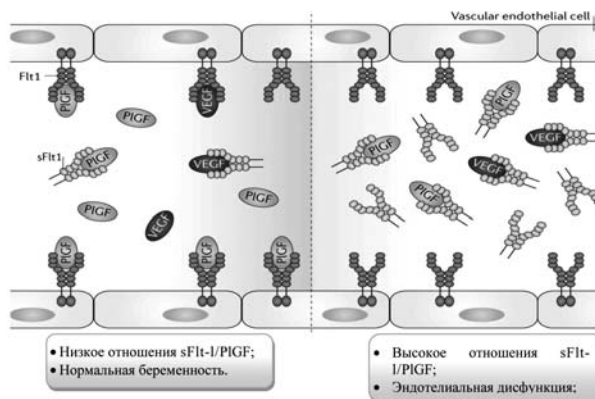 Vascular endothelial cell
Flt1
PlGF
VEGF
PlGF
PlGF
sFlt1
PlGF
VEGF
PlGF
PlGF
VEGF
PlGF
PlGF
PlGF
VEGF
PlGF
VEGF
PlGF
• Низкое отношения sFlt-1/PlGF;
• Нормальная беременность.
• Высокое отношения sFlt-
1/PlGF;
• Эндотелиальная дисфункция;